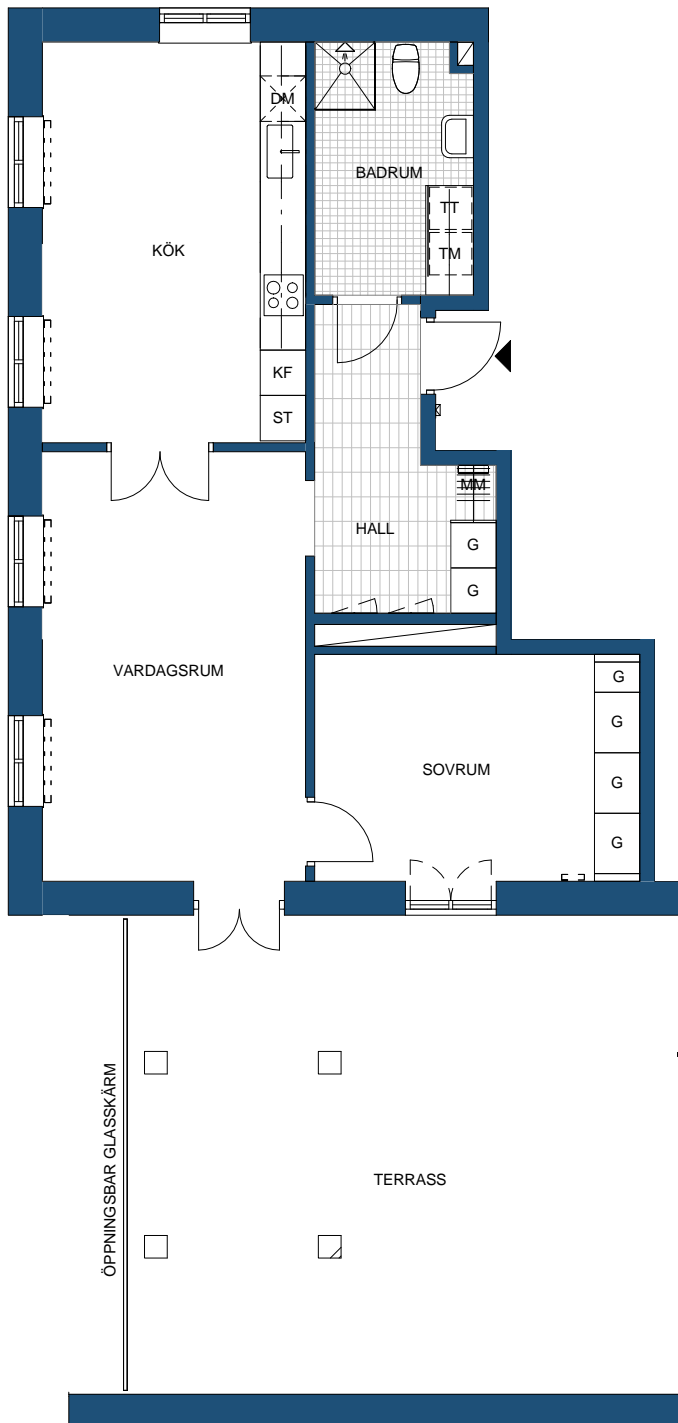 DM
BADRUM
TT
TM
KÖK
KF
ST
MM
HALL
G
G
VARDAGSRUM
SOVRUM
G
G
G
G
ÖPPNINGSBAR GLASSKÄRM
TERRASS